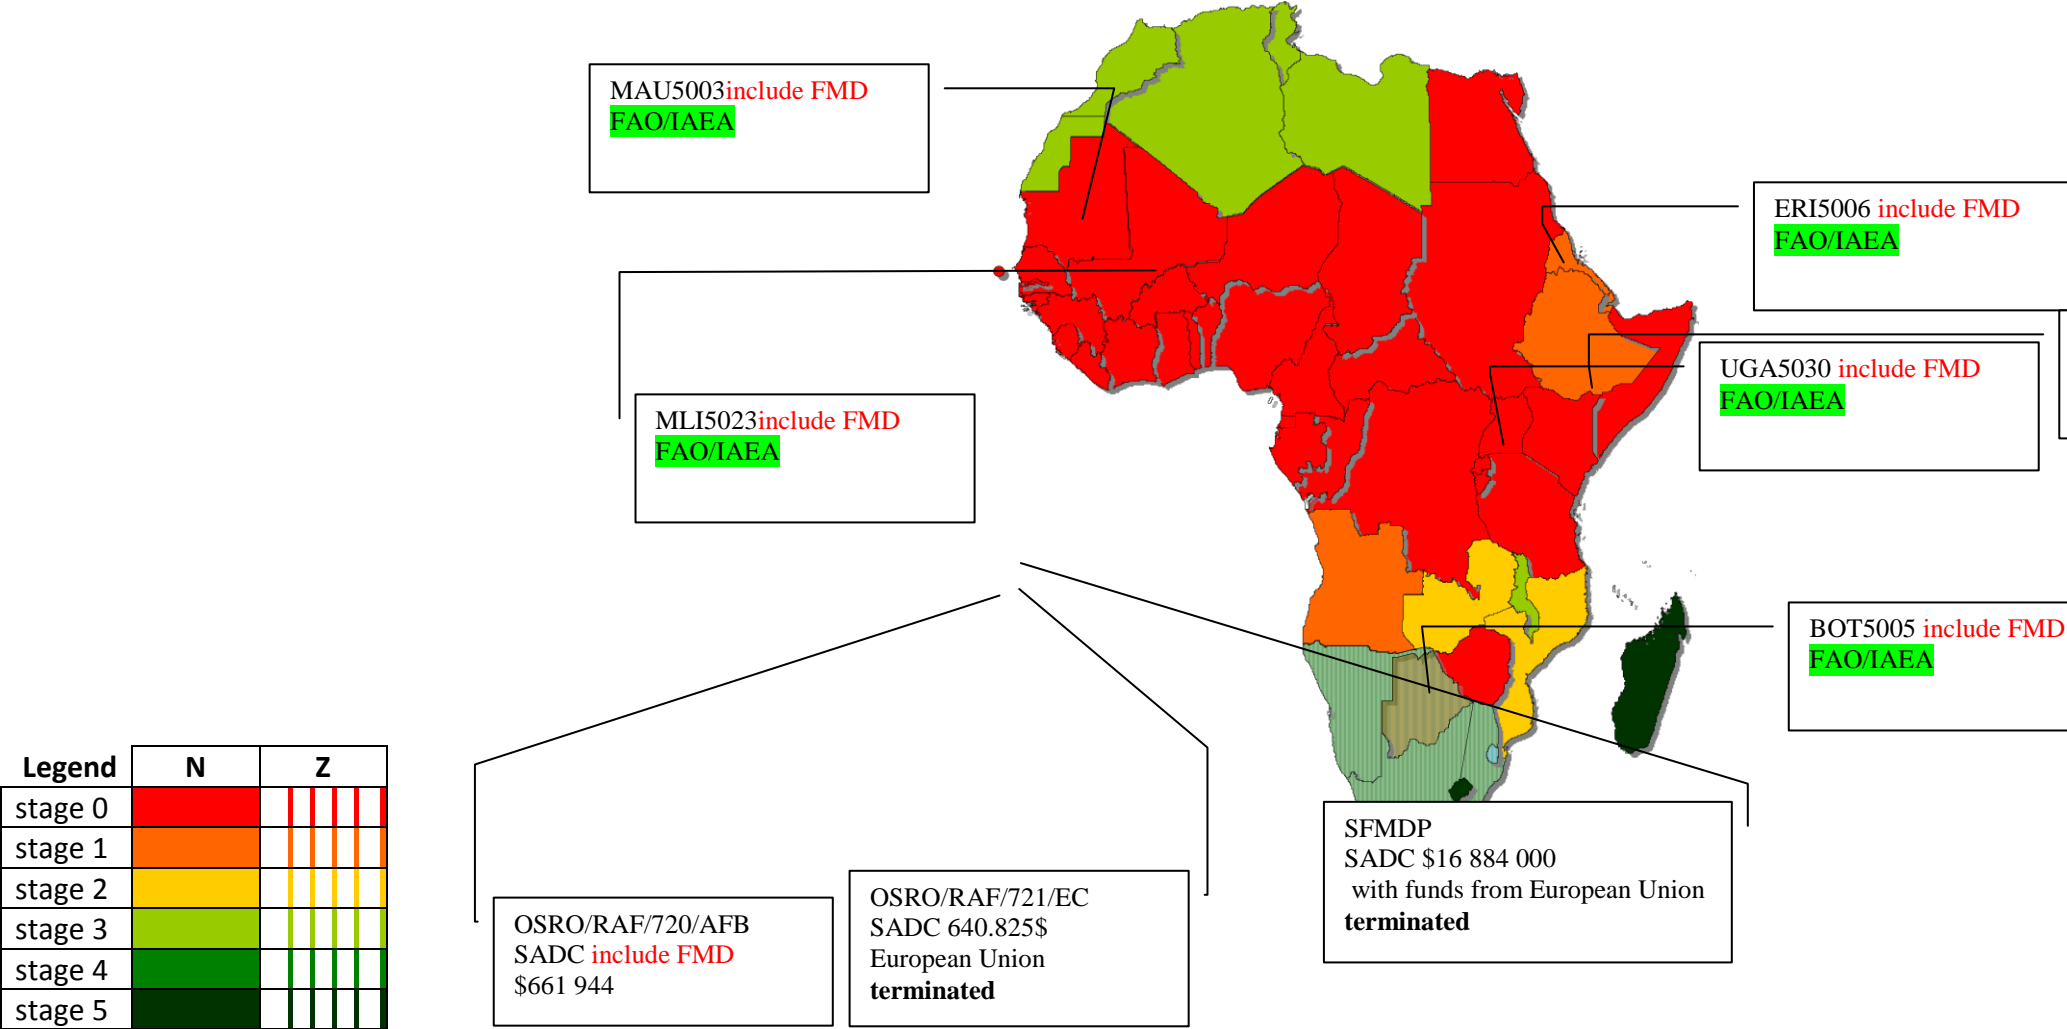 MAU5003include FMD
FAO/IAEA
ERI5006 include FMD
FAO/IAEA
UGA5030 include FMD
FAO/IAEA
MLI5023include FMD
FAO/IAEA
BOT5005 include FMD
FAO/IAEA
Legend N Z
stage 0
stage 1
stage 2
stage 3
stage 4
stage 5
OSRO/RAF/720/AFB
SADC include FMD
$661 944
OSRO/RAF/721/EC
SADC 640.825$
European Union
terminated
SFMDP
SADC $16 884 000
with funds from European Union
terminated